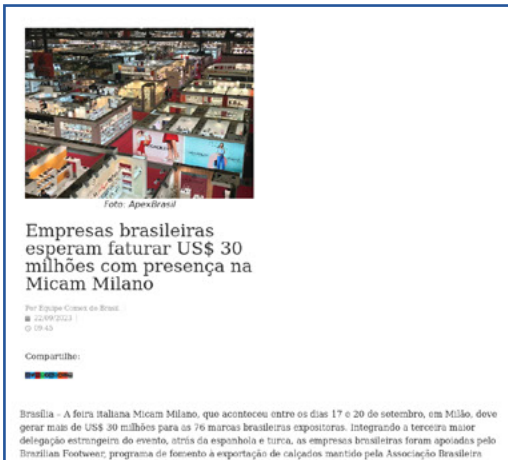 Foto: ApexBrasil
Empresas brasileiras
esperam faturar US$ 30
milhões com presença na
Micam Milano
Por Equipe Comex do Brasil
22/09/2023
09:43
Compartilhe:
Brasília – A feira italiana Micam Milano, que aconteceu entre os dias 17 e 20 de setembro, em Milão, deve
gerar mais de US$ 30 milhões para as 76 marcas brasileiras expositoras. Integrando a terceira maior
delegação estrangeira do evento, atrás da espanhola e turca, as empresas brasileiras foram apoiadas pelo
Brazilian Footwear, programa de fomento à exportação de calçados mantido pela Associação Brasileira